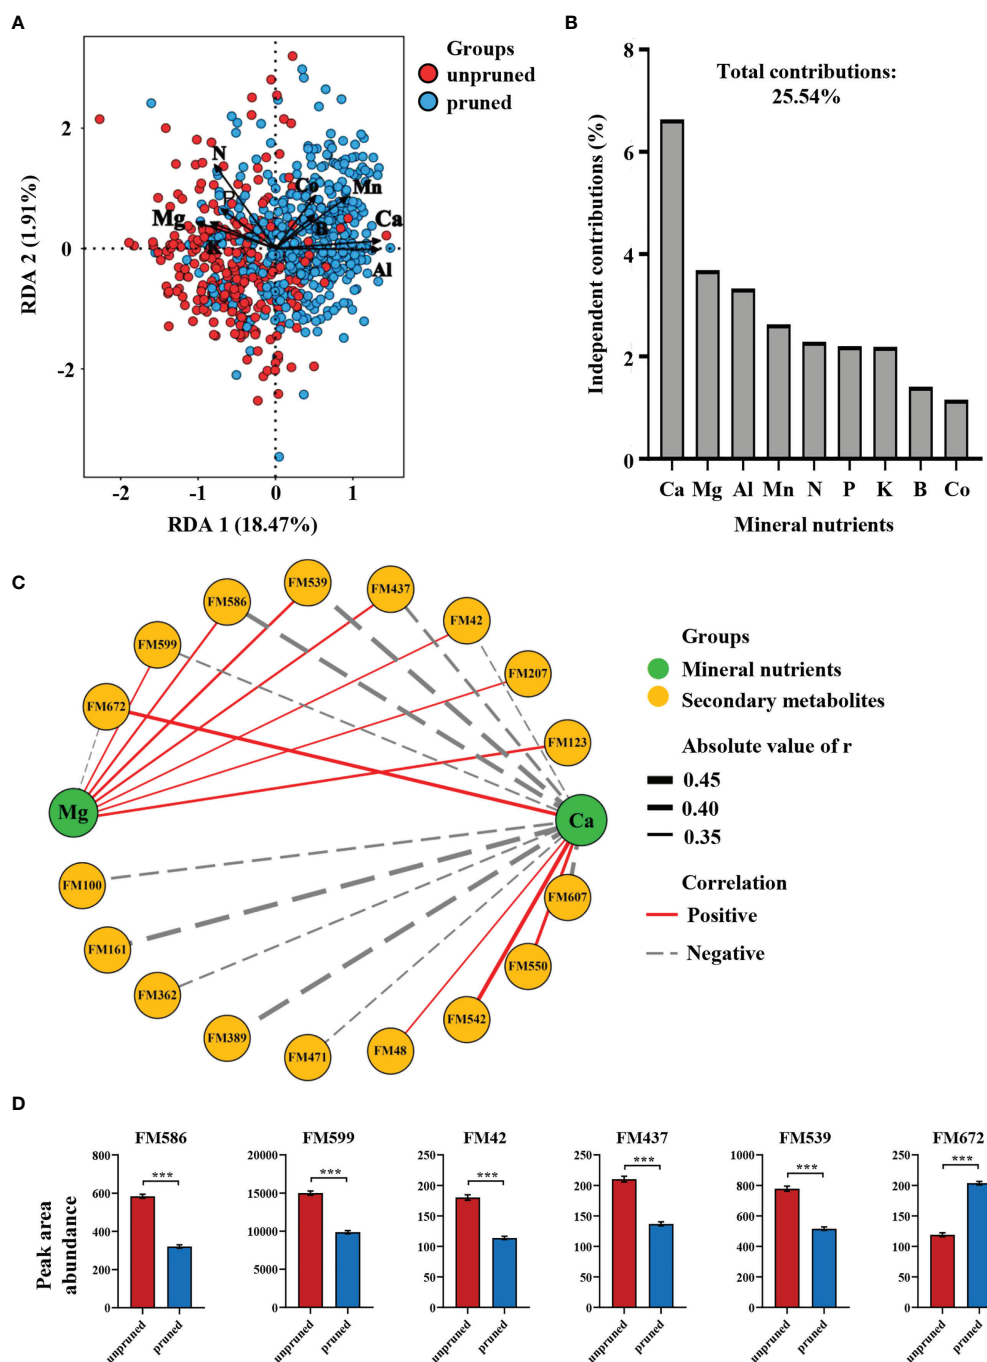 A
Groups
unpruned
pruned
2
0
-2
RDA 2 (1.91%)
N
P
Mg
K
Co
Mn
B
Ca
Al
-2
-1
0
1
RDA 1 (18.47%)
B
Total contributions:
25.54%
Independent contributions (%)
8
6
4
2
0
Ca Mg Al Mn N P K B Co
Mineral nutrients
C
FM539
FM437
FM586
FM42
FM599
FM207
FM672
FM123
Mg
Ca
FM100
FM607
FM161
FM550
FM362
FM542
FM389
FM48
FM471
Groups
Mineral nutrients
Secondary metabolites
Absolute value of r
0.45
0.40
0.35
Correlation
Positive
Negative
D
Peak area
abundance
FM586
800
600
400
200
0
***
unpruned
pruned
FM599
20000
15000
10000
5000
0
***
unpruned
pruned
FM42
250
200
150
100
50
0
***
unpruned
pruned
FM437
250
200
150
100
50
0
***
unpruned
pruned
FM539
1000
800
600
400
200
0
***
unpruned
pruned
FM672
250
200
150
100
50
0
***
unpruned
pruned